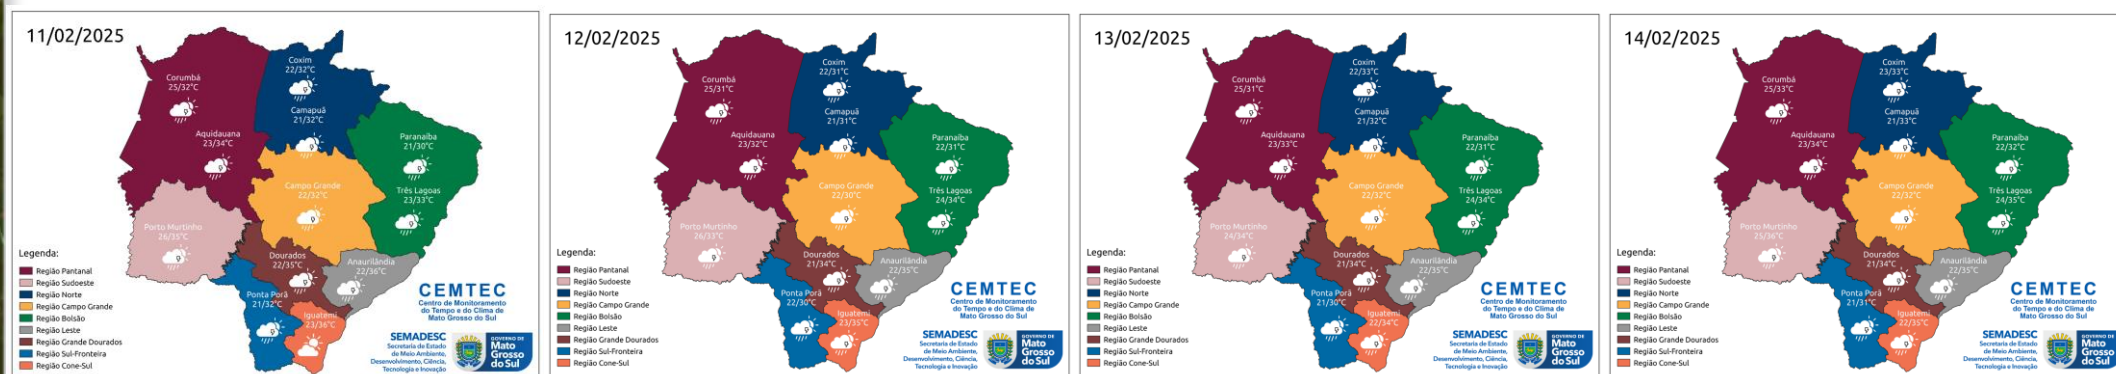 11/02/2025
Corumbá
25/32°C
Coxim
22/32°C
Camapuã
21/32°C
Aquidauana
23/34°C
Paranaíba
21/30°C
Campo Grande
22/32°C
Três Lagoas
23/33°C
Porto Murtinho
26/35°C
Dourados
22/35°C
Anaurilândia
22/36°C
Ponta Porã
21/32°C
Iguatemi
23/36°C
Legenda:
Região Pantanal
Região Sudoeste
Região Norte
Região Campo Grande
Região Bolsão
Região Leste
Região Grande Dourados
Região Sul-Fronteira
Região Cone-Sul
CEMTEC
Centro de Monitoramento
do Tempo e do Clima de
Mato Grosso do Sul
SEMADESC
Secretaria de Estado
de Meio Ambiente,
Desenvolvimento, Ciência,
Tecnologia e Inovação
GOVERNO DE
Mato
Grosso
do Sul
12/02/2025
Corumbá
25/31°C
Coxim
22/31°C
Camapuã
21/31°C
Aquidauana
23/32°C
Paranaíba
22/31°C
Campo Grande
22/30°C
Três Lagoas
24/34°C
Porto Murtinho
26/33°C
Dourados
21/34°C
Anaurilândia
22/35°C
Ponta Porã
22/30°C
Iguatemi
23/35°C
Legenda:
Região Pantanal
Região Sudoeste
Região Norte
Região Campo Grande
Região Bolsão
Região Leste
Região Grande Dourados
Região Sul-Fronteira
Região Cone-Sul
CEMTEC
Centro de Monitoramento
do Tempo e do Clima de
Mato Grosso do Sul
SEMADESC
Secretaria de Estado
de Meio Ambiente,
Desenvolvimento, Ciência,
Tecnologia e Inovação
GOVERNO DE
Mato
Grosso
do Sul
13/02/2025
Corumbá
25/31°C
Coxim
22/33°C
Camapuã
21/32°C
Aquidauana
23/33°C
Paranaíba
22/31°C
Campo Grande
22/32°C
Três Lagoas
24/34°C
Porto Murtinho
24/34°C
Dourados
21/34°C
Anaurilândia
22/35°C
Ponta Porã
21/30°C
Iguatemi
22/34°C
Legenda:
Região Pantanal
Região Sudoeste
Região Norte
Região Campo Grande
Região Bolsão
Região Leste
Região Grande Dourados
Região Sul-Fronteira
Região Cone-Sul
CEMTEC
Centro de Monitoramento
do Tempo e do Clima de
Mato Grosso do Sul
SEMADESC
Secretaria de Estado
de Meio Ambiente,
Desenvolvimento, Ciência,
Tecnologia e Inovação
GOVERNO DE
Mato
Grosso
do Sul
14/02/2025
Corumbá
25/33°C
Coxim
23/33°C
Camapuã
21/33°C
Aquidauana
23/34°C
Paranaíba
22/32°C
Campo Grande
22/32°C
Três Lagoas
24/35°C
Porto Murtinho
25/36°C
Dourados
21/34°C
Anaurilândia
22/35°C
Ponta Porã
21/31°C
Iguatemi
22/35°C
Legenda:
Região Pantanal
Região Sudoeste
Região Norte
Região Campo Grande
Região Bolsão
Região Leste
Região Grande Dourados
Região Sul-Fronteira
Região Cone-Sul
CEMTEC
Centro de Monitoramento
do Tempo e do Clima de
Mato Grosso do Sul
SEMADESC
Secretaria de Estado
de Meio Ambiente,
Desenvolvimento, Ciência,
Tecnologia e Inovação
GOVERNO DE
Mato
Grosso
do Sul